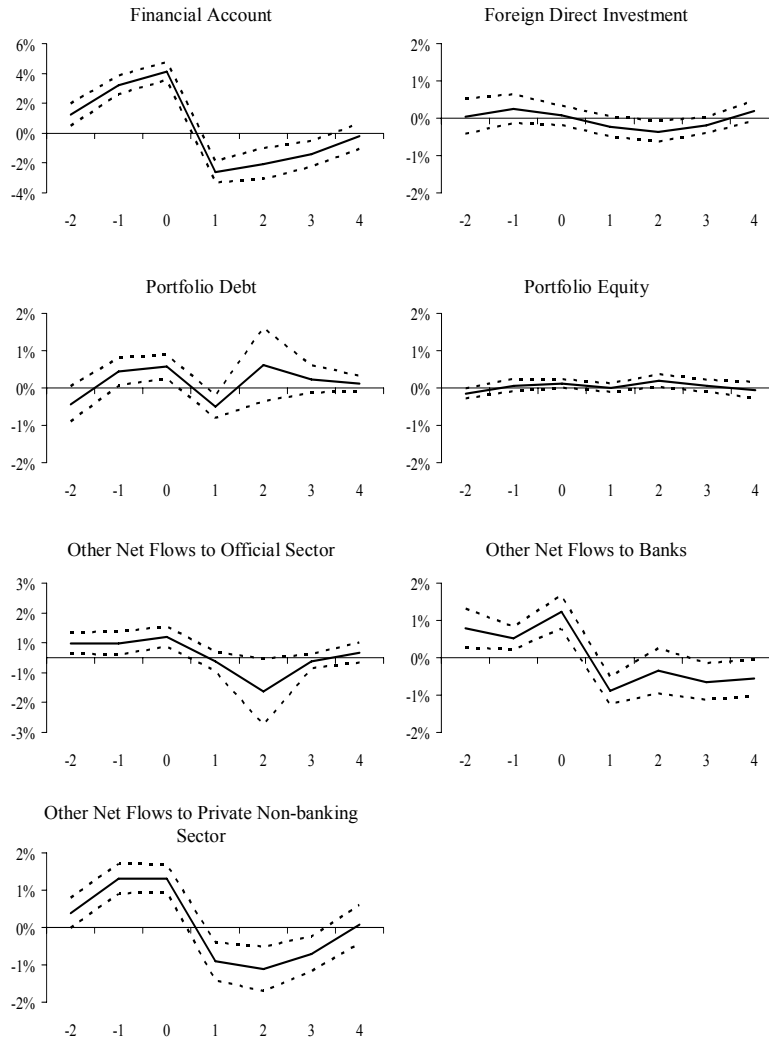 Financial Account
6%
4%
2%
0%
-2%
-4%
-2 -1 0 1 2 3 4
Foreign Direct Investment
2%
1%
0%
-1%
-2%
-2 -1 0 1 2 3 4
Portfolio Debt
2%
1%
0%
-1%
-2%
-2 -1 0 1 2 3 4
Portfolio Equity
2%
1%
0%
-1%
-2%
-2 -1 0 1 2 3 4
Other Net Flows to Official Sector
3%
2%
1%
-1%
-2%
-3%
-2 -1 0 1 2 3 4
Other Net Flows to Banks
2%
1%
0%
-1%
-2%
-2 -1 0 1 2 3 4
Other Net Flows to Private Non-banking
Sector
2%
1%
0%
-1%
-2%
-2 -1 0 1 2 3 4